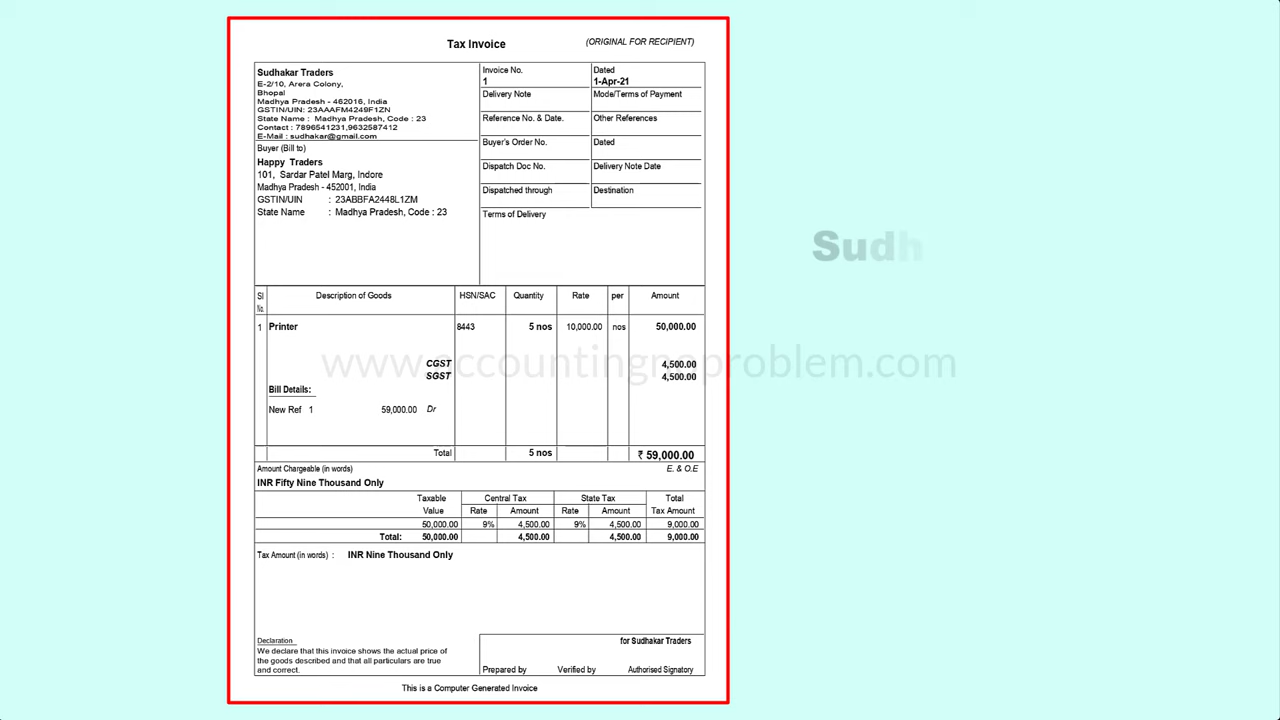 Tax Invoice
(ORIGINAL FOR RECIPIENT)
Sudhakar Traders
E-2/10, Arera Colony,
Bhopal
Madhya Pradesh - 462016, India
GSTIN/UIN: 23AAAFM4249F1ZN
State Name : Madhya Pradesh, Code : 23
Contact : 7896541231,9632587412
E-Mail : sudhakar@gmail.com
Buyer (Bill to)
Happy Traders
101, Sardar Patel Marg, Indore
Madhya Pradesh - 452001, India
GSTIN/UIN : 23ABBFA2448L1ZM
State Name : Madhya Pradesh, Code : 23
Invoice No. Dated
1 1-Apr-21
Delivery Note Mode/Terms of Payment
Reference No. & Date. Other References
Buyer's Order No. Dated
Dispatch Doc No. Delivery Note Date
Dispatched through Destination
Terms of Delivery
Sudh
Sl No. Description of Goods HSN/SAC Quantity Rate per Amount
1 Printer 8443 5 nos 10,000.00 nos 50,000.00
www.accountingnoproblem.com
CGST 4,500.00
SGST 4,500.00
Bill Details:
New Ref 1 59,000.00 Dr
Total 5 nos ₹ 59,000.00
Amount Chargeable (in words) E. & O.E
INR Fifty Nine Thousand Only
Taxable Central Tax State Tax Total
Value Rate Amount Rate Amount Tax Amount
50,000.00 9% 4,500.00 9% 4,500.00 9,000.00
Total: 50,000.00 4,500.00 4,500.00 9,000.00
Tax Amount (in words) : INR Nine Thousand Only
Declaration
We declare that this invoice shows the actual price of
the goods described and that all particulars are true
and correct.
for Sudhakar Traders
Prepared by Verified by Authorised Signatory
This is a Computer Generated Invoice